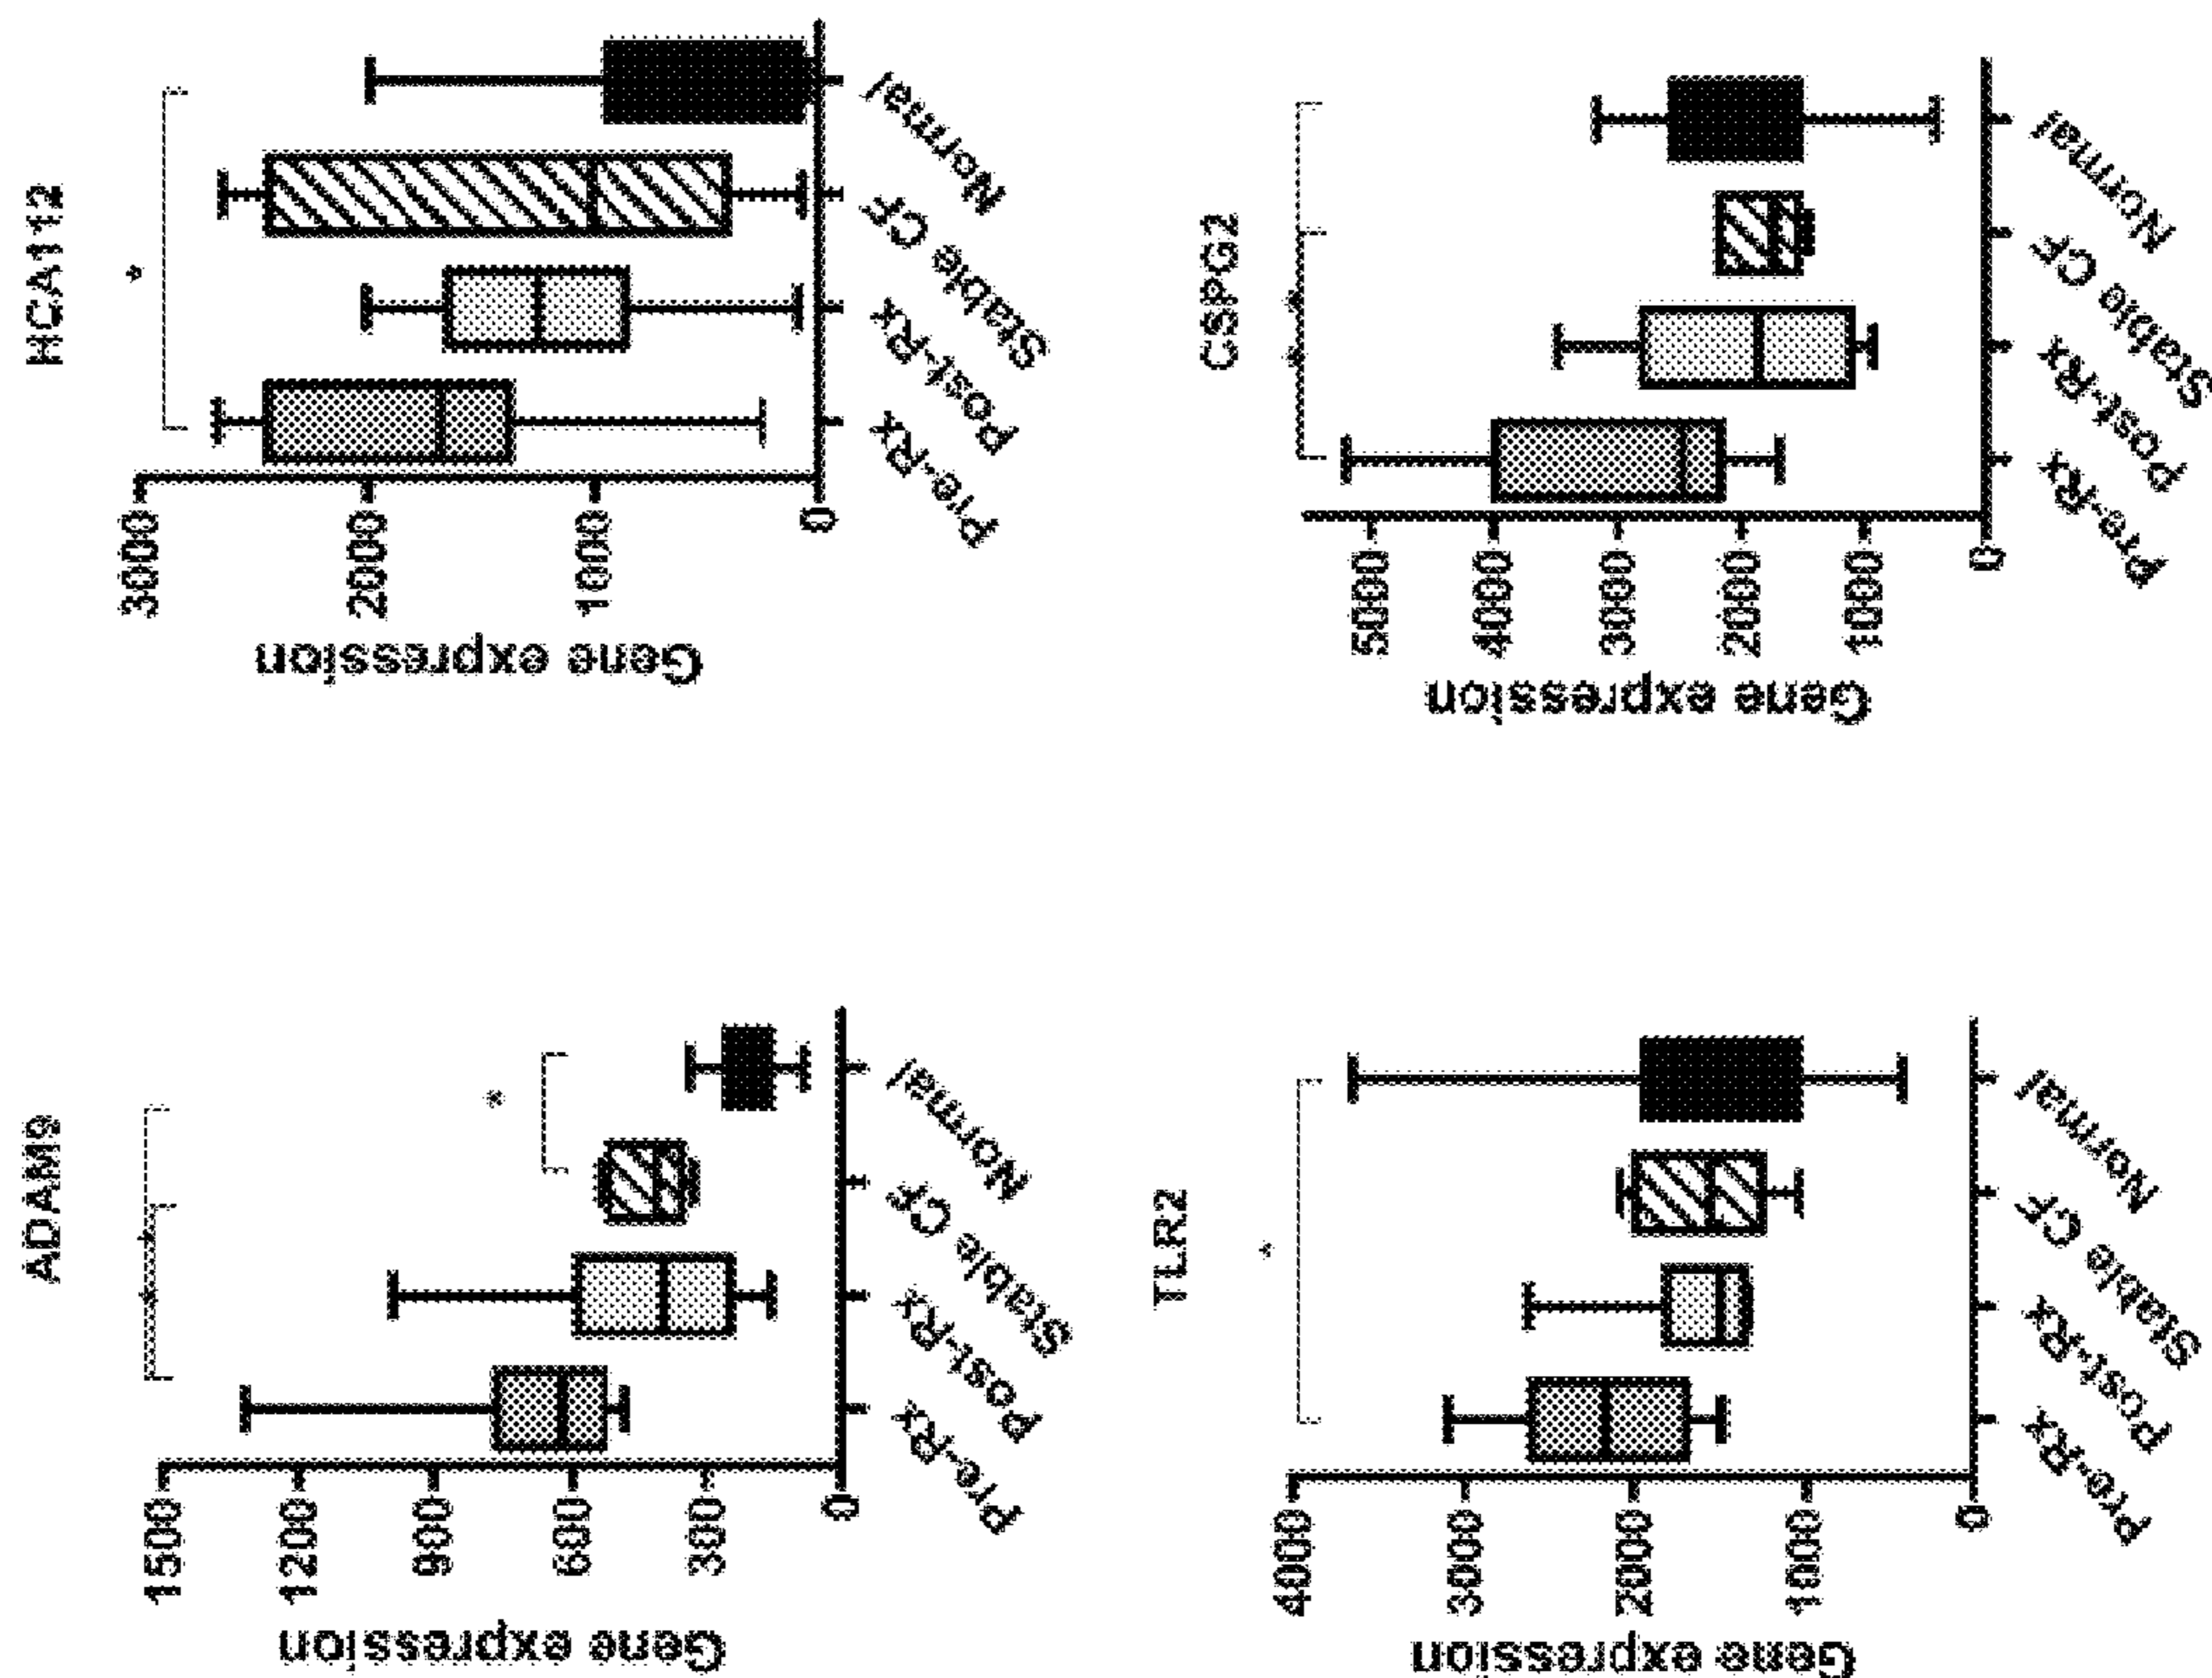 ADAM9
Gene expression
1500
1200
900
600
300
0
Pre-Rx
Post-Rx
Stable CF
Normal
*
HCA112
Gene expression
3000
2000
1000
0
Pre-Rx
Post-Rx
Stable CF
Normal
*
TLR2
Gene expression
4000
3000
2000
1000
0
Pre-Rx
Post-Rx
Stable CF
Normal
*
CSPG2
Gene expression
5000
4000
3000
2000
1000
0
Pre-Rx
Post-Rx
Stable CF
Normal